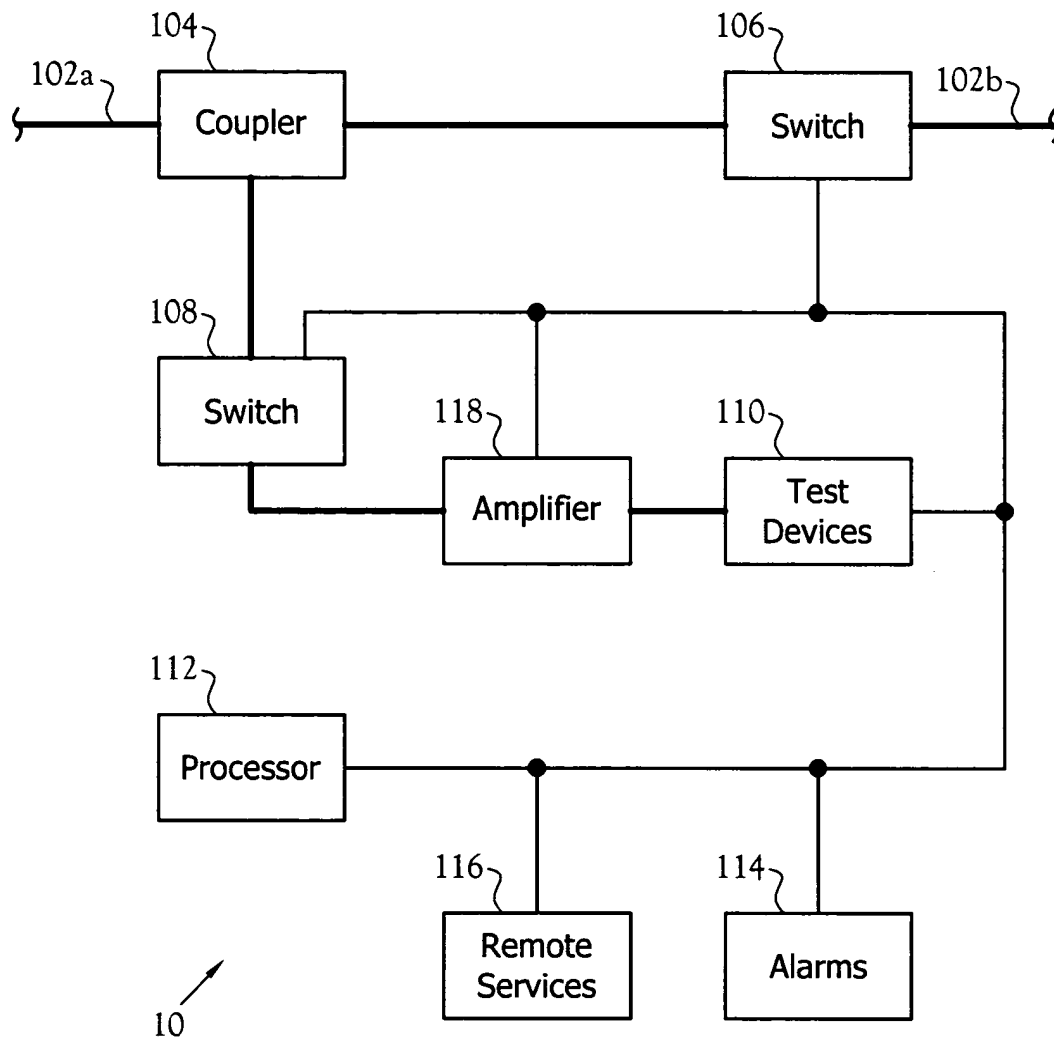 104
106
102a
102b
Coupler
Switch
108
Switch
118
110
Amplifier
Test
Devices
112
Processor
116
114
Remote
Services
Alarms
10